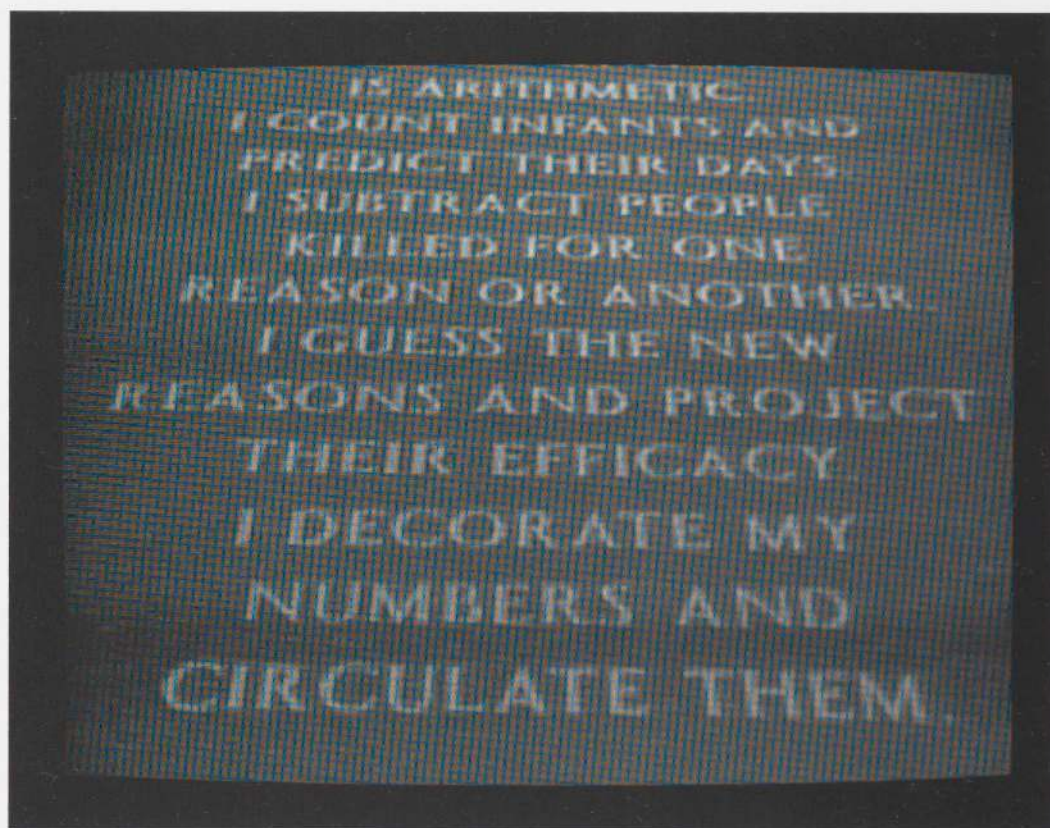 IS ARITHMETIC.
I COUNT INFANTS AND
PREDICT THEIR DAYS.
I SUBTRACT PEOPLE
KILLED FOR ONE
REASON OR ANOTHER.
I GUESS THE NEW
REASONS AND PROJECT
THEIR EFFICACY.
I DECORATE MY
NUMBERS AND
CIRCULATE THEM.